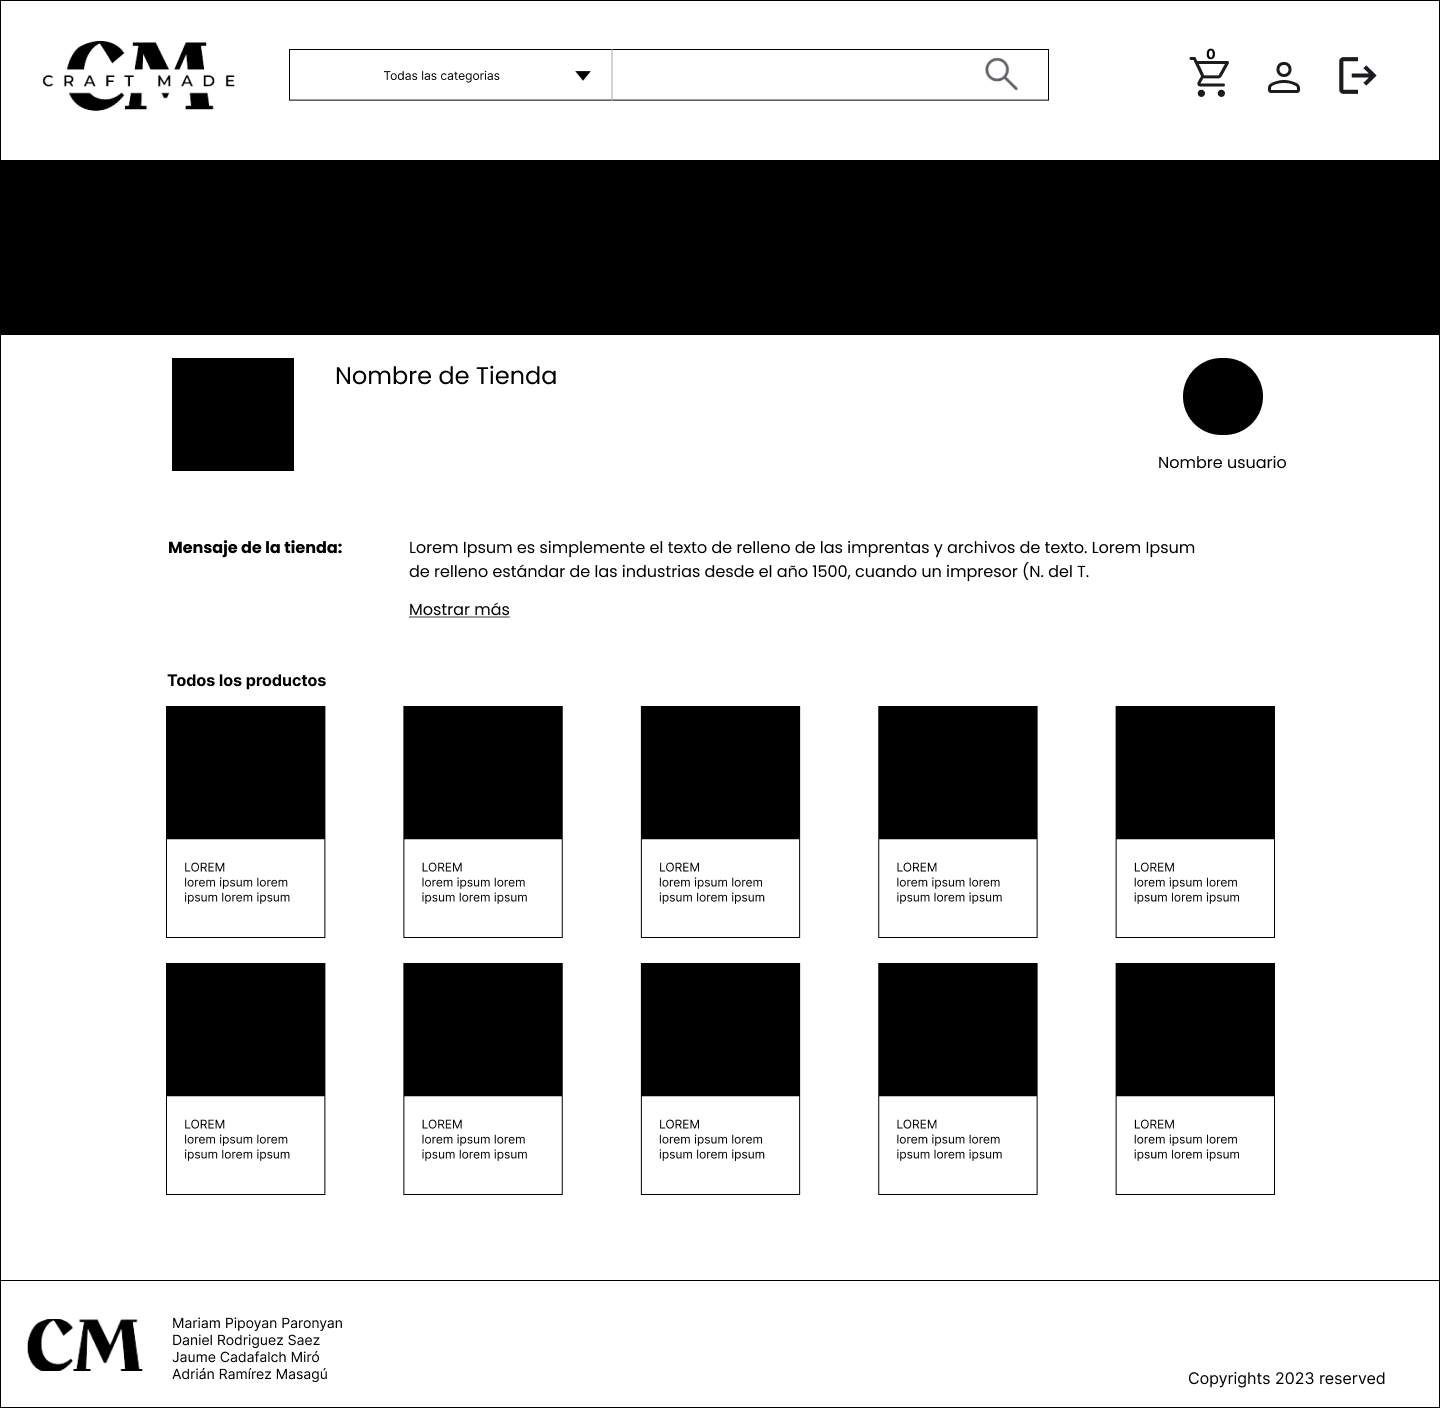 CM
CRAFT MADE
Todas las categorias
0
Nombre de Tienda
Nombre usuario
Mensaje de la tienda:
Lorem Ipsum es simplemente el texto de relleno de las imprentas y archivos de texto. Lorem Ipsum
de relleno estándar de las industrias desde el año 1500, cuando un impresor (N. del T.
Mostrar más
Todos los productos
LOREM
lorem ipsum lorem
ipsum lorem ipsum
LOREM
lorem ipsum lorem
ipsum lorem ipsum
LOREM
lorem ipsum lorem
ipsum lorem ipsum
LOREM
lorem ipsum lorem
ipsum lorem ipsum
LOREM
lorem ipsum lorem
ipsum lorem ipsum
LOREM
lorem ipsum lorem
ipsum lorem ipsum
LOREM
lorem ipsum lorem
ipsum lorem ipsum
LOREM
lorem ipsum lorem
ipsum lorem ipsum
LOREM
lorem ipsum lorem
ipsum lorem ipsum
LOREM
lorem ipsum lorem
ipsum lorem ipsum
CM
Mariam Pipoyan Paronyan
Daniel Rodriguez Saez
Jaume Cadafalch Miró
Adrián Ramírez Masagú
Copyrights 2023 reserved